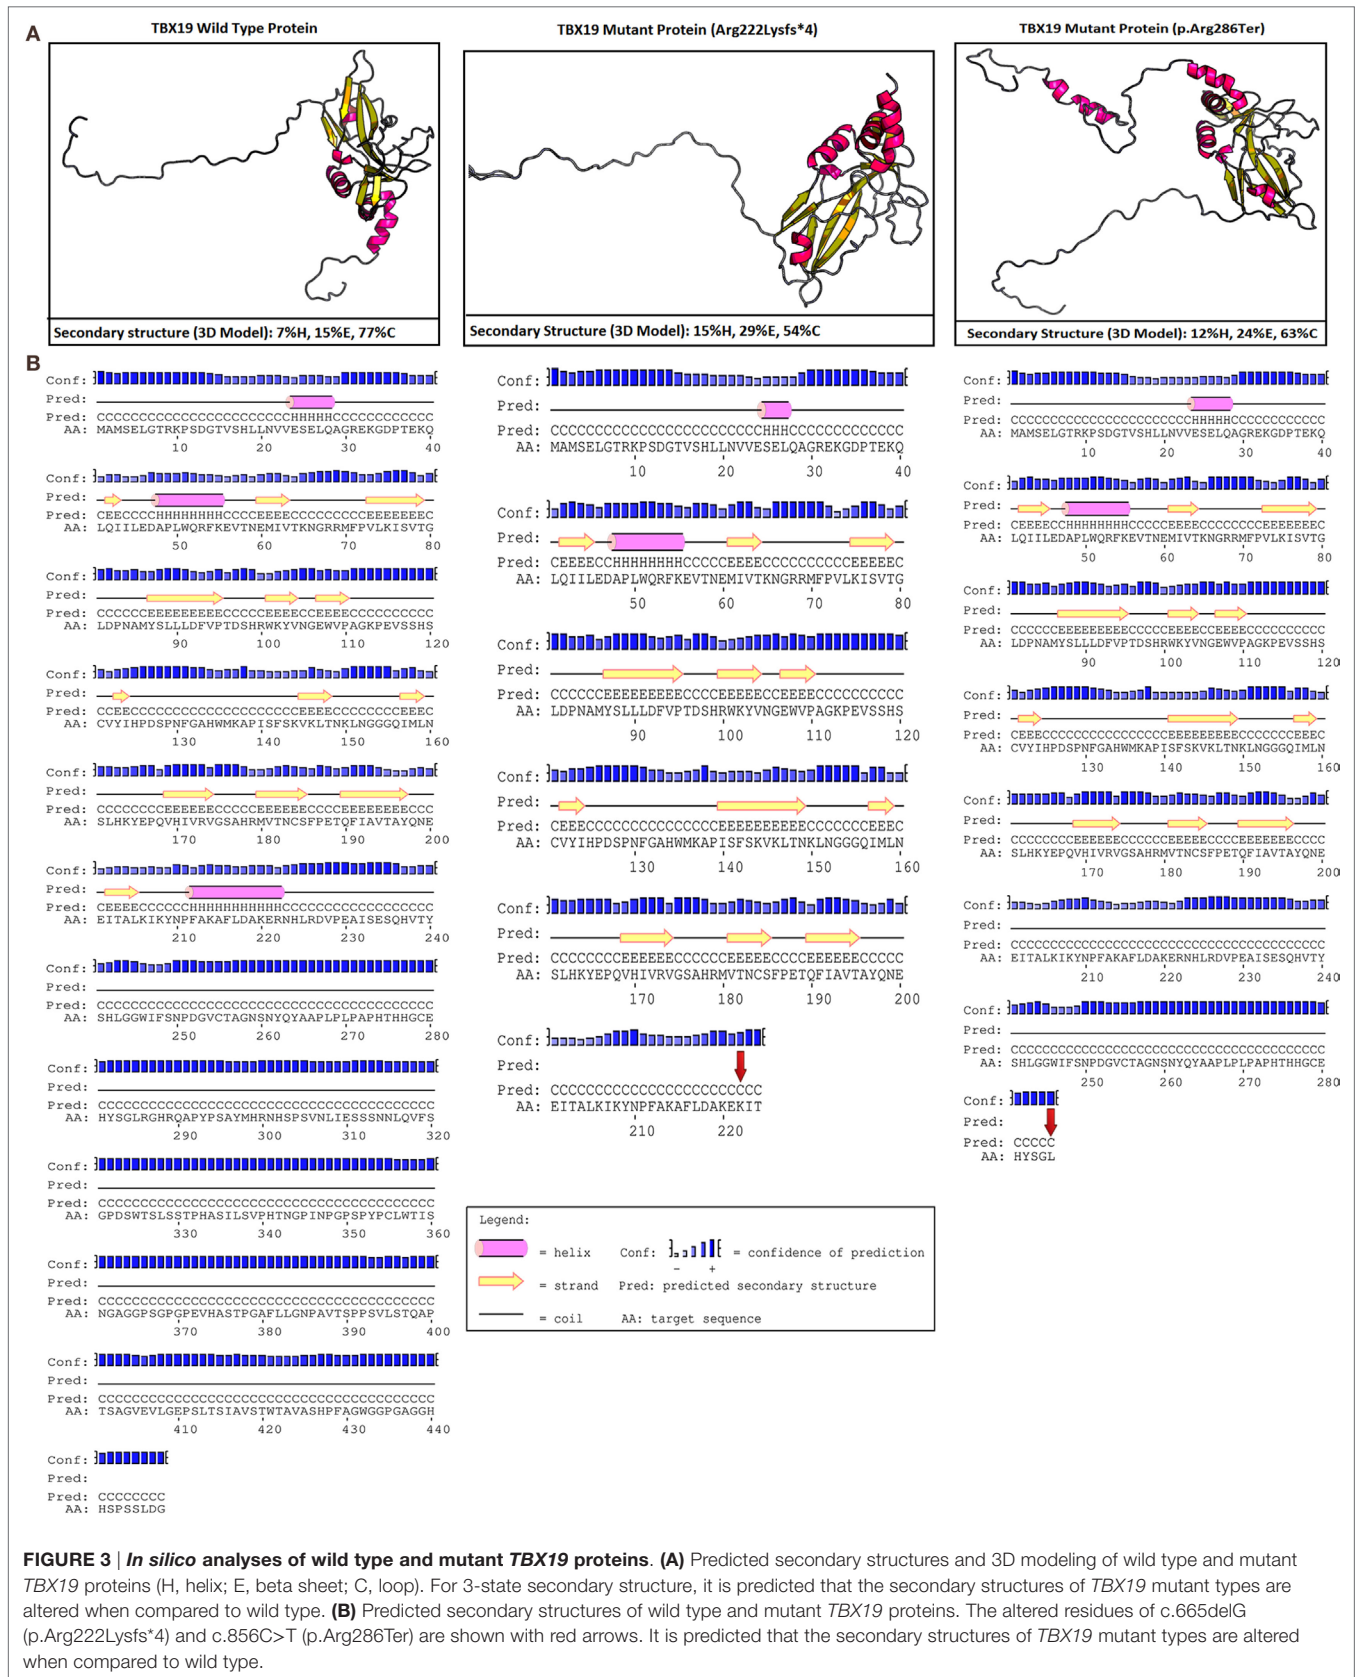 A
TBX19 Wild Type Protein
Secondary structure (3D Model): 7%H, 15%E, 77%C
TBX19 Mutant Protein (Arg222Lysfs*4)
Secondary Structure (3D Model): 15%H, 29%E, 54%C
TBX19 Mutant Protein (p.Arg286Ter)
Secondary Structure (3D Model): 12%H, 24%E, 63%C
B
Conf:
Pred:
Pred: CCCCCCCCCCCCCCCCCCCCCCCHHHHHCCCCCCCCCCCC
AA: MAMSELGTRKPSDGTVSHLLNVVESELQAGREKGDPTEKQ
10 20 30 40
Conf:
Pred:
Pred: CEECCCCHHHHHHHHCCCCEEEECCCCCCCCCEEEEEEEC
AA: LQIILEDAPLWQRFKEVTNEMIVTKNGRRMFPVLKISVTG
50 60 70 80
Conf:
Pred:
Pred: CCCCCCEEEEEEEEECCCCCEEEECCEEEECCCCCCCCCC
AA: LDPNAMYSLLLDFVPTDSHRWKYVNGEWVPAGKPEVSSHS
90 100 110 120
Conf:
Pred:
Pred: CCEECCCCCCCCCCCCCCCCCCCCEEEECCCCCCCCEEEC
AA: CVYIHPDSPNFGAHWMKAPISFSKVKLTNKLNGGGQIMLN
130 140 150 160
Conf:
Pred:
Pred: CCCCCCCCEEEEEECCCCCEEEEEECCCCEEEEEEEECCC
AA: SLHKYEPQVHIVRVGSAHRMVTNCSFPETQFIAVTAYQNE
170 180 190 200
Conf:
Pred:
Pred: CEEEECCCCCCHHHHHHHHHHHCCCCCCCCCCCCCCCCCC
AA: EITALKIKYNPFAKAFLDAKERNHLRDVPEAISESQHVTY
210 220 230 240
Conf:
Pred:
Pred: CCCCCCCCCCCCCCCCCCCCCCCCCCCCCCCCCCCCCCCC
AA: SHLGGWIFSNPDGVCTAGNSNYQYAAPLPLPAPHTHHGCE
250 260 270 280
Conf:
Pred:
Pred: CCCCCCCCCCCCCCCCCCCCCCCCCCCCCCCCCCCCCCCC
AA: HYSGLRGHRQAPYPSAYMHRNHSPSVNLIESSSNNLQVFS
290 300 310 320
Conf:
Pred:
Pred: CCCCCCCCCCCCCCCCCCCCCCCCCCCCCCCCCCCCCCCC
AA: GPDSWTSLSSTPHASILSVPHTNGPINPGPSPYPCLWTIS
330 340 350 360
Conf:
Pred:
Pred: CCCCCCCCCCCCCCCCCCCCCCCCCCCCCCCCCCCCCCCC
AA: NGAGGPSGPGPEVHASTPGAFLLGNPAVTSPPSVLSTQAP
370 380 390 400
Conf:
Pred:
Pred: CCCCCCCCCCCCCCCCCCCCCCCCCCCCCCCCCCCCCCCC
AA: TSAGVEVLGEPSLTSIAVSTWTAVASHPFAGWGGPGAGGH
410 420 430 440
Conf:
Pred:
Pred: CCCCCCCC
AA: HSPSSLDG
Conf:
Pred:
Pred: CCCCCCCCCCCCCCCCCCCCCCCCHHHCCCCCCCCCCCCC
AA: MAMSELGTRKPSDGTVSHLLNVVESELQAGREKGDPTEKQ
10 20 30 40
Conf:
Pred:
Pred: CEEEECCHHHHHHHHCCCCCEEEECCCCCCCCCCEEEEEC
AA: LQIILEDAPLWQRFKEVTNEMIVTKNGRRMFPVLKISVTG
50 60 70 80
Conf:
Pred:
Pred: CCCCCCEEEEEEEEECCCCEEEEECCEEEECCCCCCCCCC
AA: LDPNAMYSLLLDFVPTDSHRWKYVNGEWVPAGKPEVSSHS
90 100 110 120
Conf:
Pred:
Pred: CEEECCCCCCCCCCCCCCCEEEEEEEEEECCCCCCCEEEC
AA: CVYIHPDSPNFGAHWMKAPISFSKVKLTNKLNGGGQIMLN
130 140 150 160
Conf:
Pred:
Pred: CCCCCCCCEEEEEECCCCCCEEEEECCCCEEEEEECCCCC
AA: SLHKYEPQVHIVRVGSAHRMVTNCSFPETQFIAVTAYQNE
170 180 190 200
Conf:
Pred:
Pred: CCCCCCCCCCCCCCCCCCCCCCCC
AA: EITALKIKYNPFAKAFLDAKEKIT
210 220
Legend:
= helix Conf: = confidence of prediction
- +
= strand Pred: predicted secondary structure
= coil AA: target sequence
Conf:
Pred:
Pred: CCCCCCCCCCCCCCCCCCCCCCCHHHHHCCCCCCCCCCCC
AA: MAMSELGTRKPSDGTVSHLLNVVESELQAGREKGDPTEKQ
10 20 30 40
Conf:
Pred:
Pred: CEEEECCHHHHHHHHCCCCCEEEECCCCCCCCEEEEEEEC
AA: LQIILEDAPLWQRFKEVTNEMIVTKNGRRMFPVLKISVTG
50 60 70 80
Conf:
Pred:
Pred: CCCCCCEEEEEEEEECCCCCEEEECCEEEECCCCCCCCCC
AA: LDPNAMYSLLLDFVPTDSHRWKYVNGEWVPAGKPEVSSHS
90 100 110 120
Conf:
Pred:
Pred: CEEECCCCCCCCCCCCCCCCEEEEEEEEECCCCCCCEEEC
AA: CVYIHPDSPNFGAHWMKAPISFSKVKLTNKLNGGGQIMLN
130 140 150 160
Conf:
Pred:
Pred: CCCCCCCCEEEEEECCCCCCEEEEECCCCEEEEEEECCCC
AA: SLHKYEPQVHIVRVGSAHRMVTNCSFPETQFIAVTAYQNE
170 180 190 200
Conf:
Pred:
Pred: CCCCCCCCCCCCCCCCCCCCCCCCCCCCCCCCCCCCCCCC
AA: EITALKIKYNPFAKAFLDAKERNHLRDVPEAISESQHVTY
210 220 230 240
Conf:
Pred:
Pred: CCCCCCCCCCCCCCCCCCCCCCCCCCCCCCCCCCCCCCCC
AA: SHLGGWIFSNPDGVCTAGNSNYQYAAPLPLPAPHTHHGCE
250 260 270 280
Conf:
Pred:
Pred: CCCCC
AA: HYSGL
FIGURE 3 | In silico analyses of wild type and mutant TBX19 proteins. (A) Predicted secondary structures and 3D modeling of wild type and mutant
TBX19 proteins (H, helix; E, beta sheet; C, loop). For 3-state secondary structure, it is predicted that the secondary structures of TBX19 mutant types are
altered when compared to wild type. (B) Predicted secondary structures of wild type and mutant TBX19 proteins. The altered residues of c.665delG
(p.Arg222Lysfs*4) and c.856C>T (p.Arg286Ter) are shown with red arrows. It is predicted that the secondary structures of TBX19 mutant types are altered
when compared to wild type.